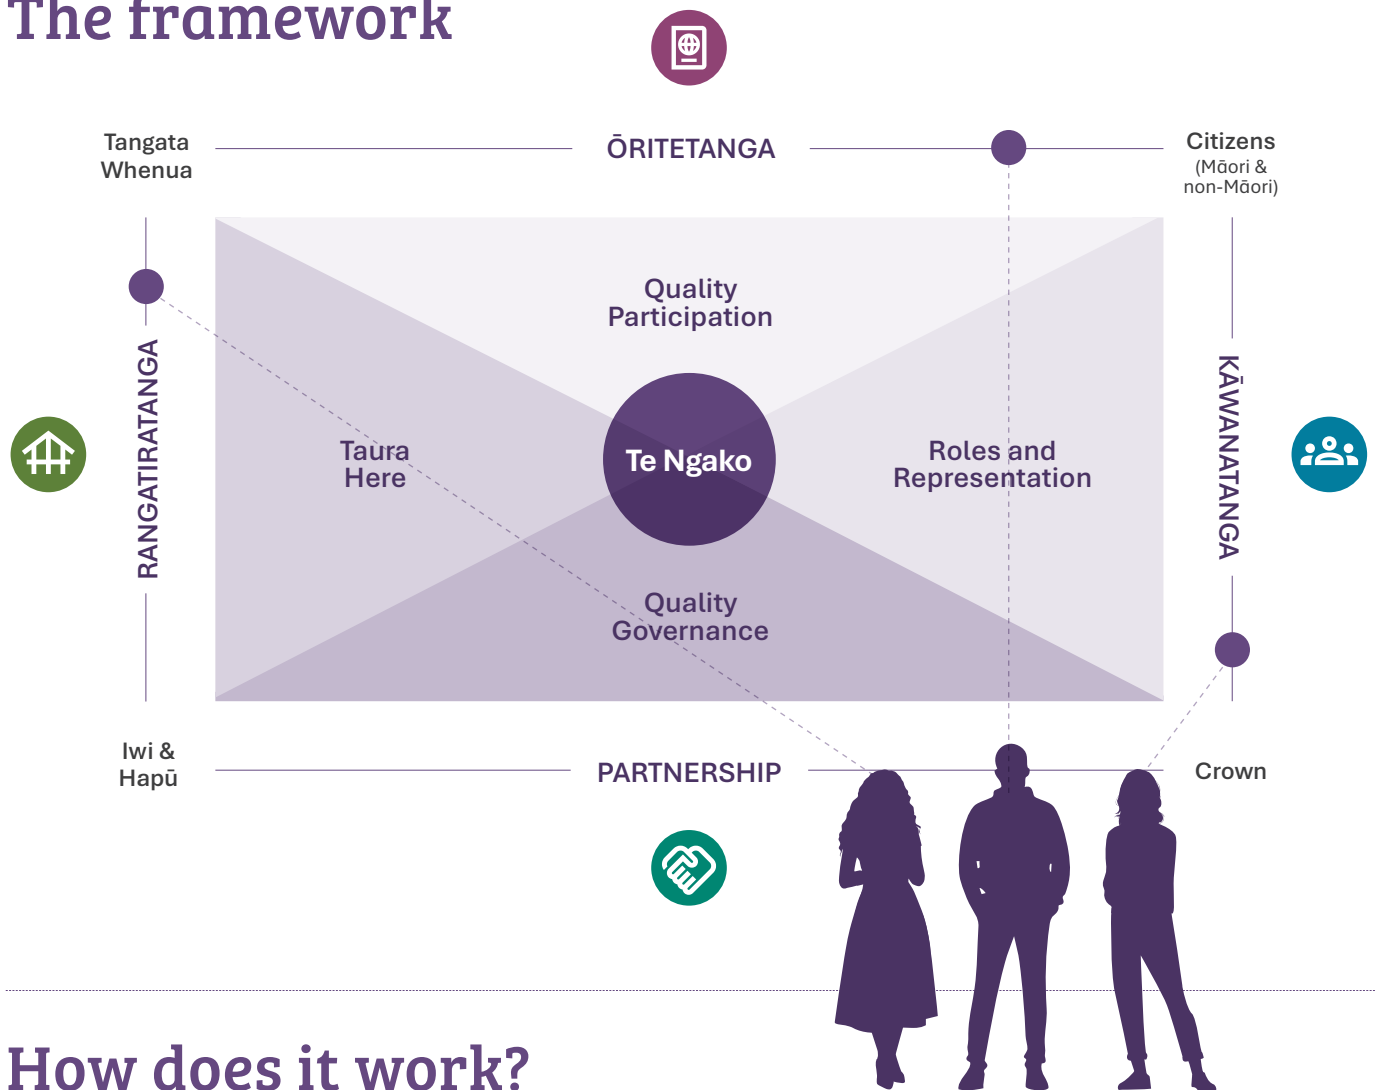 The framework
Tangata
Whenua
ŌRITETANGA
Citizens
(Māori &
non-Māori)
Quality
Participation
RANGATIRATANGA
Taura
Here
Te Ngako
Roles and
Representation
KĀWANATANGA
Quality
Governance
Iwi &
Hapū
PARTNERSHIP
Crown
How does it work?